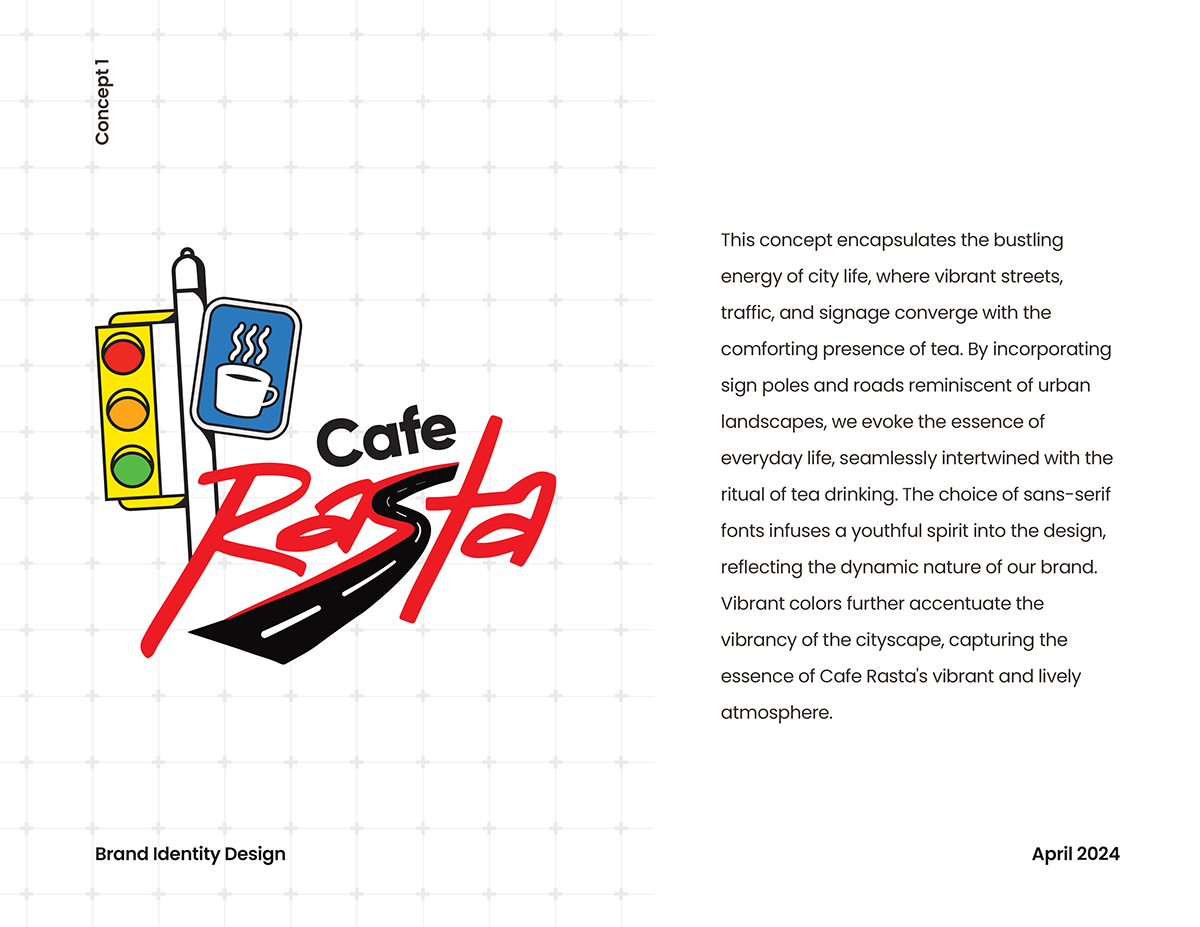 Concept 1
Cafe
Rasta
This concept encapsulates the bustling
energy of city life, where vibrant streets,
traffic, and signage converge with the
comforting presence of tea. By incorporating
sign poles and roads reminiscent of urban
landscapes, we evoke the essence of
everyday life, seamlessly intertwined with the
ritual of tea drinking. The choice of sans-serif
fonts infuses a youthful spirit into the design,
reflecting the dynamic nature of our brand.
Vibrant colors further accentuate the
vibrancy of the cityscape, capturing the
essence of Cafe Rasta's vibrant and lively
atmosphere.
Brand Identity Design
April 2024